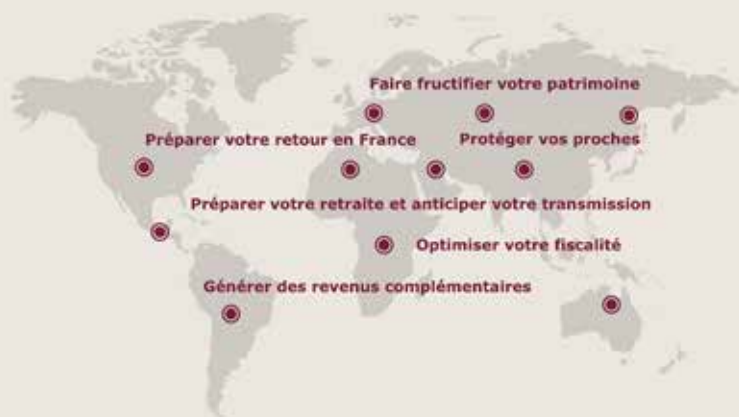 Faire fructifier votre patrimoine
Préparer votre retour en France
Protéger vos proches
Préparer votre retraite et anticiper votre transmission
Optimiser votre fiscalité
Générer des revenus complémentaires